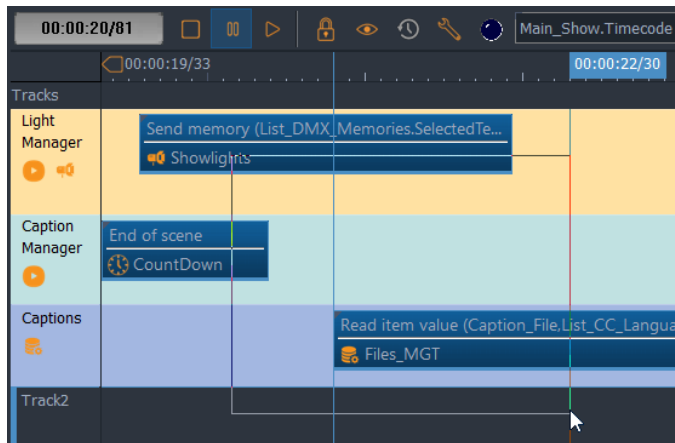 00:00:20/81
Main_Show.Timecode
00:00:19/33
00:00:22/30
Tracks
Light
Manager
Send memory (List_DMX_Memories.SelectedTe...
Showlights
Caption
Manager
End of scene
CountDown
Captions
Read item value (Caption_File,List_CC_Langua
Files_MGT
Track2